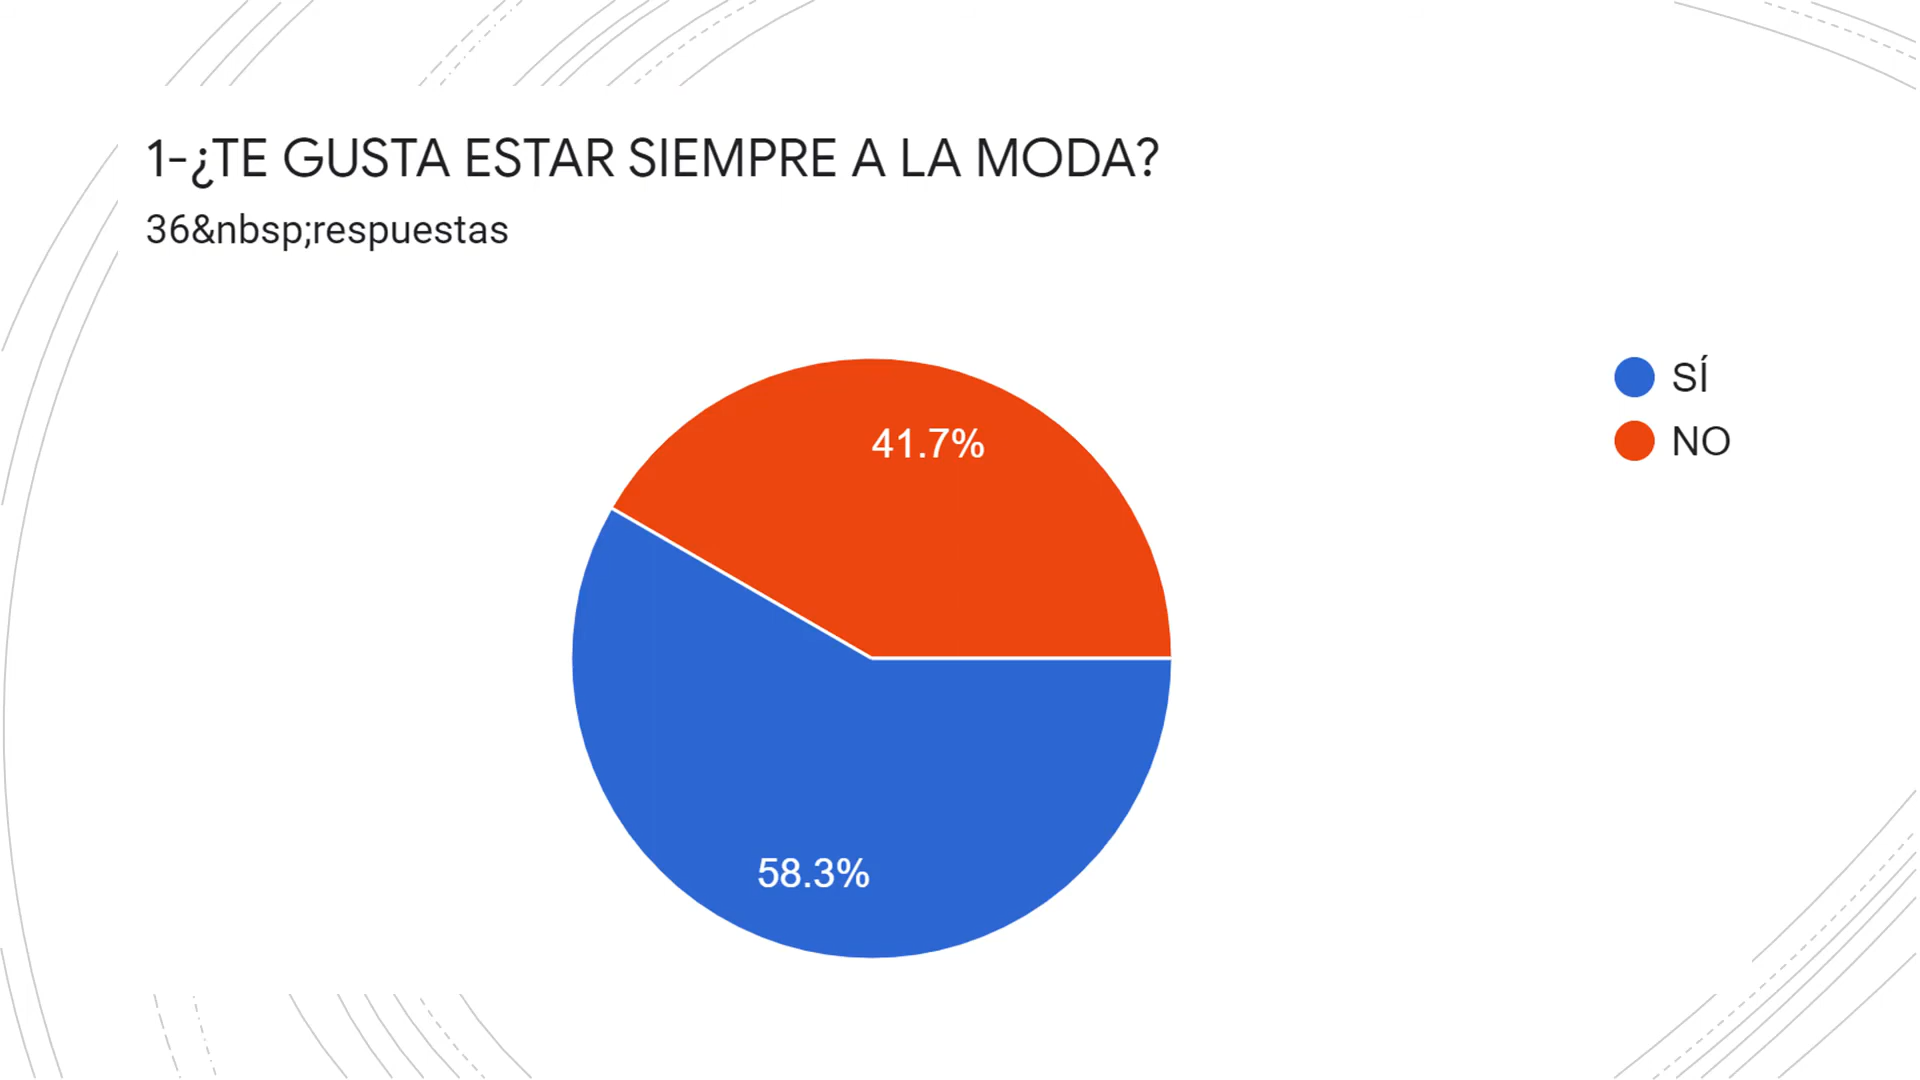 1-¿TE GUSTA ESTAR SIEMPRE A LA MODA?
36&nbsp;respuestas
SÍ
NO
41.7%
58.3%